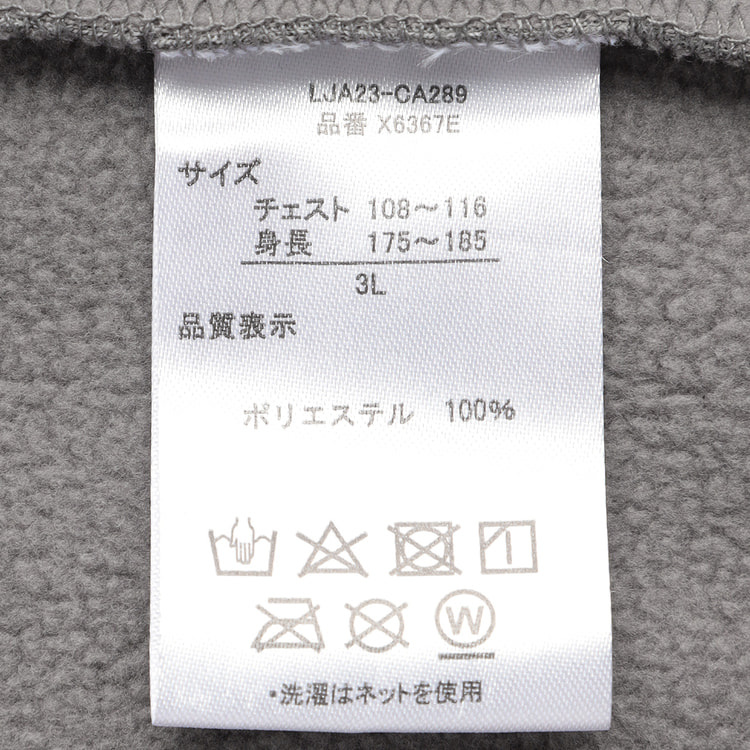 LJA23-CA289
品番 X6367E
サイズ
チェスト 108～116
身長 175～185
3L
品質表示
ポリエステル 100%
W
・洗濯はネットを使用